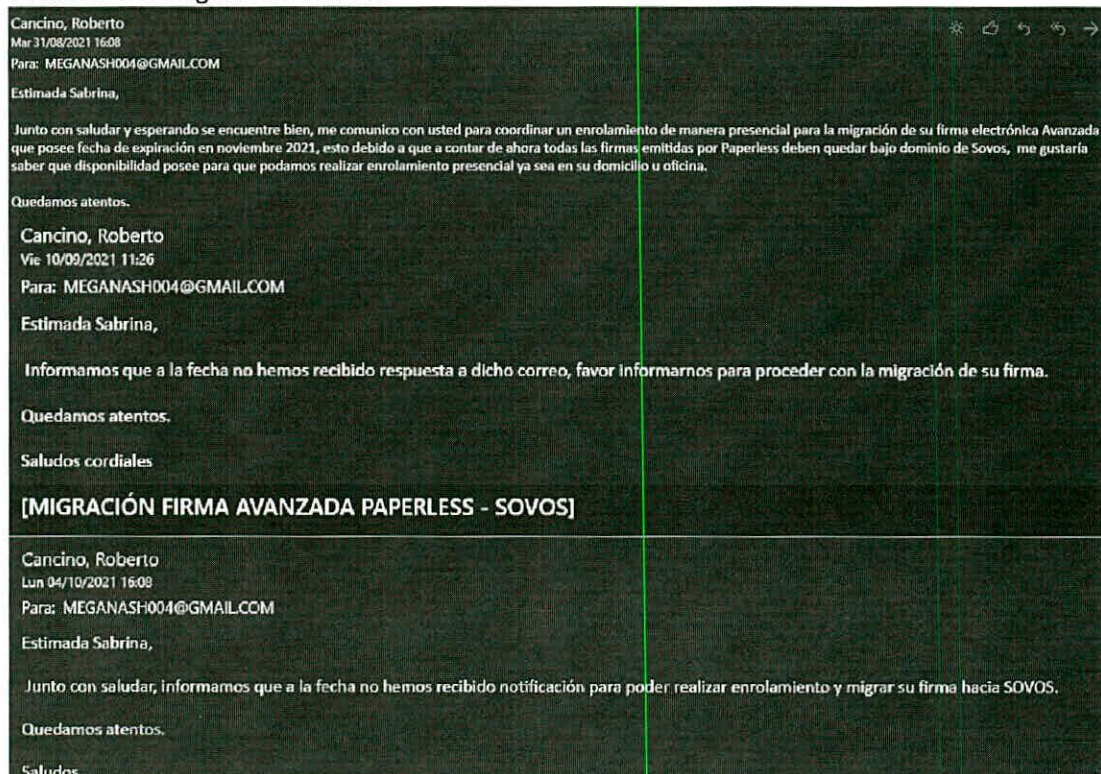 Cancino, Roberto
Mar 31/08/2021 16:08
Para: MEGANASH004@GMAIL.COM
Estimada Sabrina,
Junto con saludar y esperando se encuentre bien, me comunico con usted para coordinar un enrolamiento de manera presencial para la migración de su firma electrónica Avanzada
que posee fecha de expiración en noviembre 2021, esto debido a que a contar de ahora todas las firmas emitidas por Paperless deben quedar bajo dominio de Sovos, me gustaría
saber que disponibilidad posee para que podamos realizar enrolamiento presencial ya sea en su domicilio u oficina.
Quedamos atentos.
Cancino, Roberto
Vie 10/09/2021 11:26
Para: MEGANASH004@GMAIL.COM
Estimada Sabrina,
Informamos que a la fecha no hemos recibido respuesta a dicho correo, favor informarnos para proceder con la migración de su firma.
Quedamos atentos.
Saludos cordiales
[MIGRACIÓN FIRMA AVANZADA PAPERLESS - SOVOS]
Cancino, Roberto
Lun 04/10/2021 16:08
Para: MEGANASH004@GMAIL.COM
Estimada Sabrina,
Junto con saludar, informamos que a la fecha no hemos recibido notificación para poder realizar enrolamiento y migrar su firma hacia SOVOS.
Quedamos atentos.
Saludos